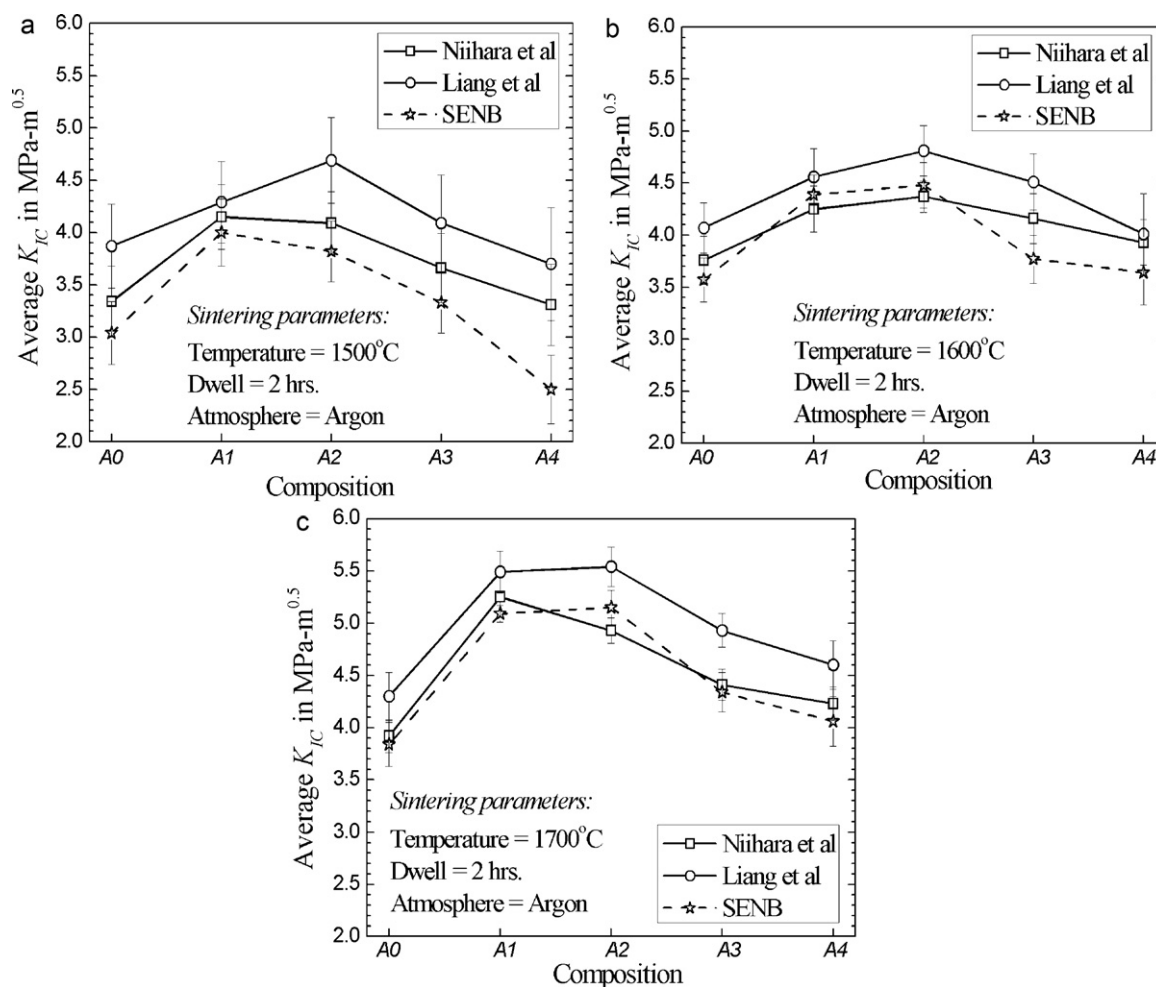 a
6.0
5.5
5.0
4.5
4.0
3.5
3.0
2.5
2.0
Average K_IC in MPa-m^0.5
Niihara et al
Liang et al
SENB
Sintering parameters:
Temperature = 1500°C
Dwell = 2 hrs.
Atmosphere = Argon
A0 A1 A2 A3 A4
Composition
b
6.0
5.5
5.0
4.5
4.0
3.5
3.0
2.5
2.0
Average K_IC in MPa-m^0.5
Niihara et al
Liang et al
SENB
Sintering parameters:
Temperature = 1600°C
Dwell = 2 hrs.
Atmosphere = Argon
A0 A1 A2 A3 A4
Composition
c
6.0
5.5
5.0
4.5
4.0
3.5
3.0
2.5
2.0
Average K_IC in MPa-m^0.5
Sintering parameters:
Temperature = 1700°C
Dwell = 2 hrs.
Atmosphere = Argon
Niihara et al
Liang et al
SENB
A0 A1 A2 A3 A4
Composition